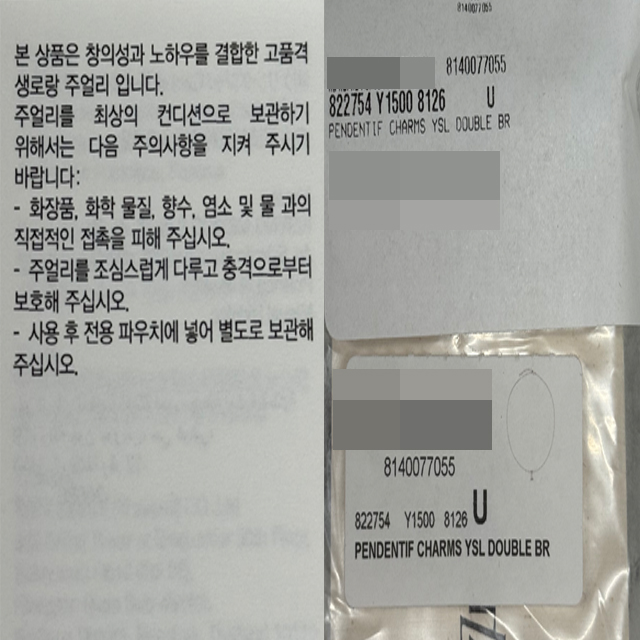 본 상품은 창의성과 노하우를 결합한 고품격
생로랑 주얼리 입니다.
주얼리를 최상의 컨디션으로 보관하기
위해서는 다음 주의사항을 지켜 주시기
바랍니다:
- 화장품, 화학 물질, 향수, 염소 및 물 과의
직접적인 접촉을 피해 주십시오.
- 주얼리를 조심스럽게 다루고 충격으로부터
보호해 주십시오.
- 사용 후 전용 파우치에 넣어 별도로 보관해
주십시오.
8140077055
8140077055
822754 Y1500 8126 U
PENDENTIF CHARMS YSL DOUBLE BR
8140077055
822754 Y1500 8126 U
PENDENTIF CHARMS YSL DOUBLE BR